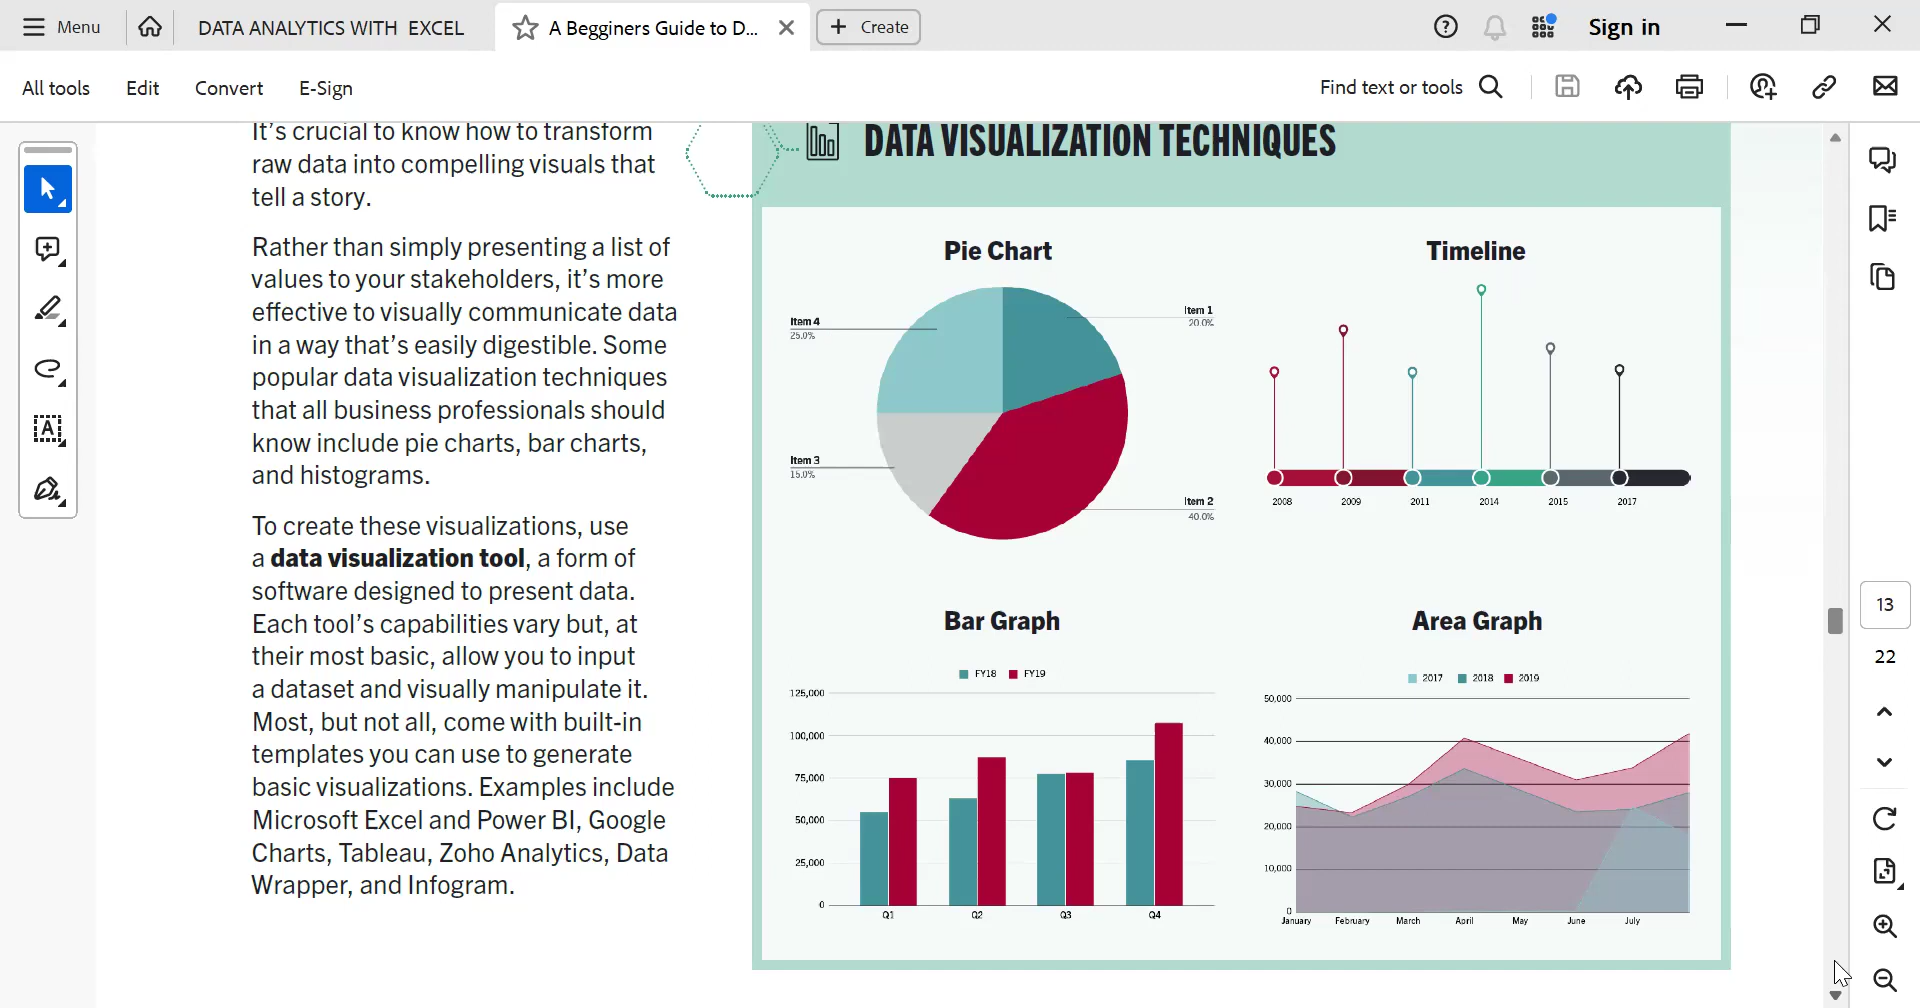 Menu
DATA ANALYTICS WITH EXCEL
A Begginers Guide to D...
Create
Sign in
All tools
Edit
Convert
E-Sign
Find text or tools
It's crucial to know how to transform
raw data into compelling visuals that
tell a story.
Rather than simply presenting a list of
values to your stakeholders, it's more
effective to visually communicate data
in a way that's easily digestible. Some
popular data visualization techniques
that all business professionals should
know include pie charts, bar charts,
and histograms.
To create these visualizations, use
a data visualization tool, a form of
software designed to present data.
Each tool's capabilities vary but, at
their most basic, allow you to input
a dataset and visually manipulate it.
Most, but not all, come with built-in
templates you can use to generate
basic visualizations. Examples include
Microsoft Excel and Power BI, Google
Charts, Tableau, Zoho Analytics, Data
Wrapper, and Infogram.
DATA VISUALIZATION TECHNIQUES
Pie Chart
Item 1
20.0%
Item 4
25.0%
Item 3
15.0%
Item 2
40.0%
Timeline
2008 2009 2011 2014 2015 2017
Bar Graph
FY18 FY19
125,000
100,000
75,000
50,000
25,000
0
Q1 Q2 Q3 Q4
Area Graph
2017 2018 2019
50,000
40,000
30,000
20,000
10,000
0
January February March April May June July
13
22